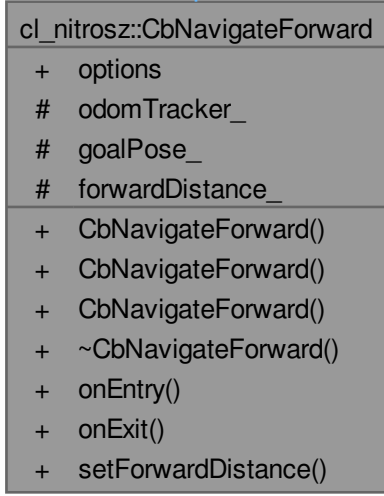 cl_nitrosz::CbNavigateForward
+ options
# odomTracker_
# goalPose_
# forwardDistance_
+ CbNavigateForward()
+ CbNavigateForward()
+ CbNavigateForward()
+ ~CbNavigateForward()
+ onEntry()
+ onExit()
+ setForwardDistance()